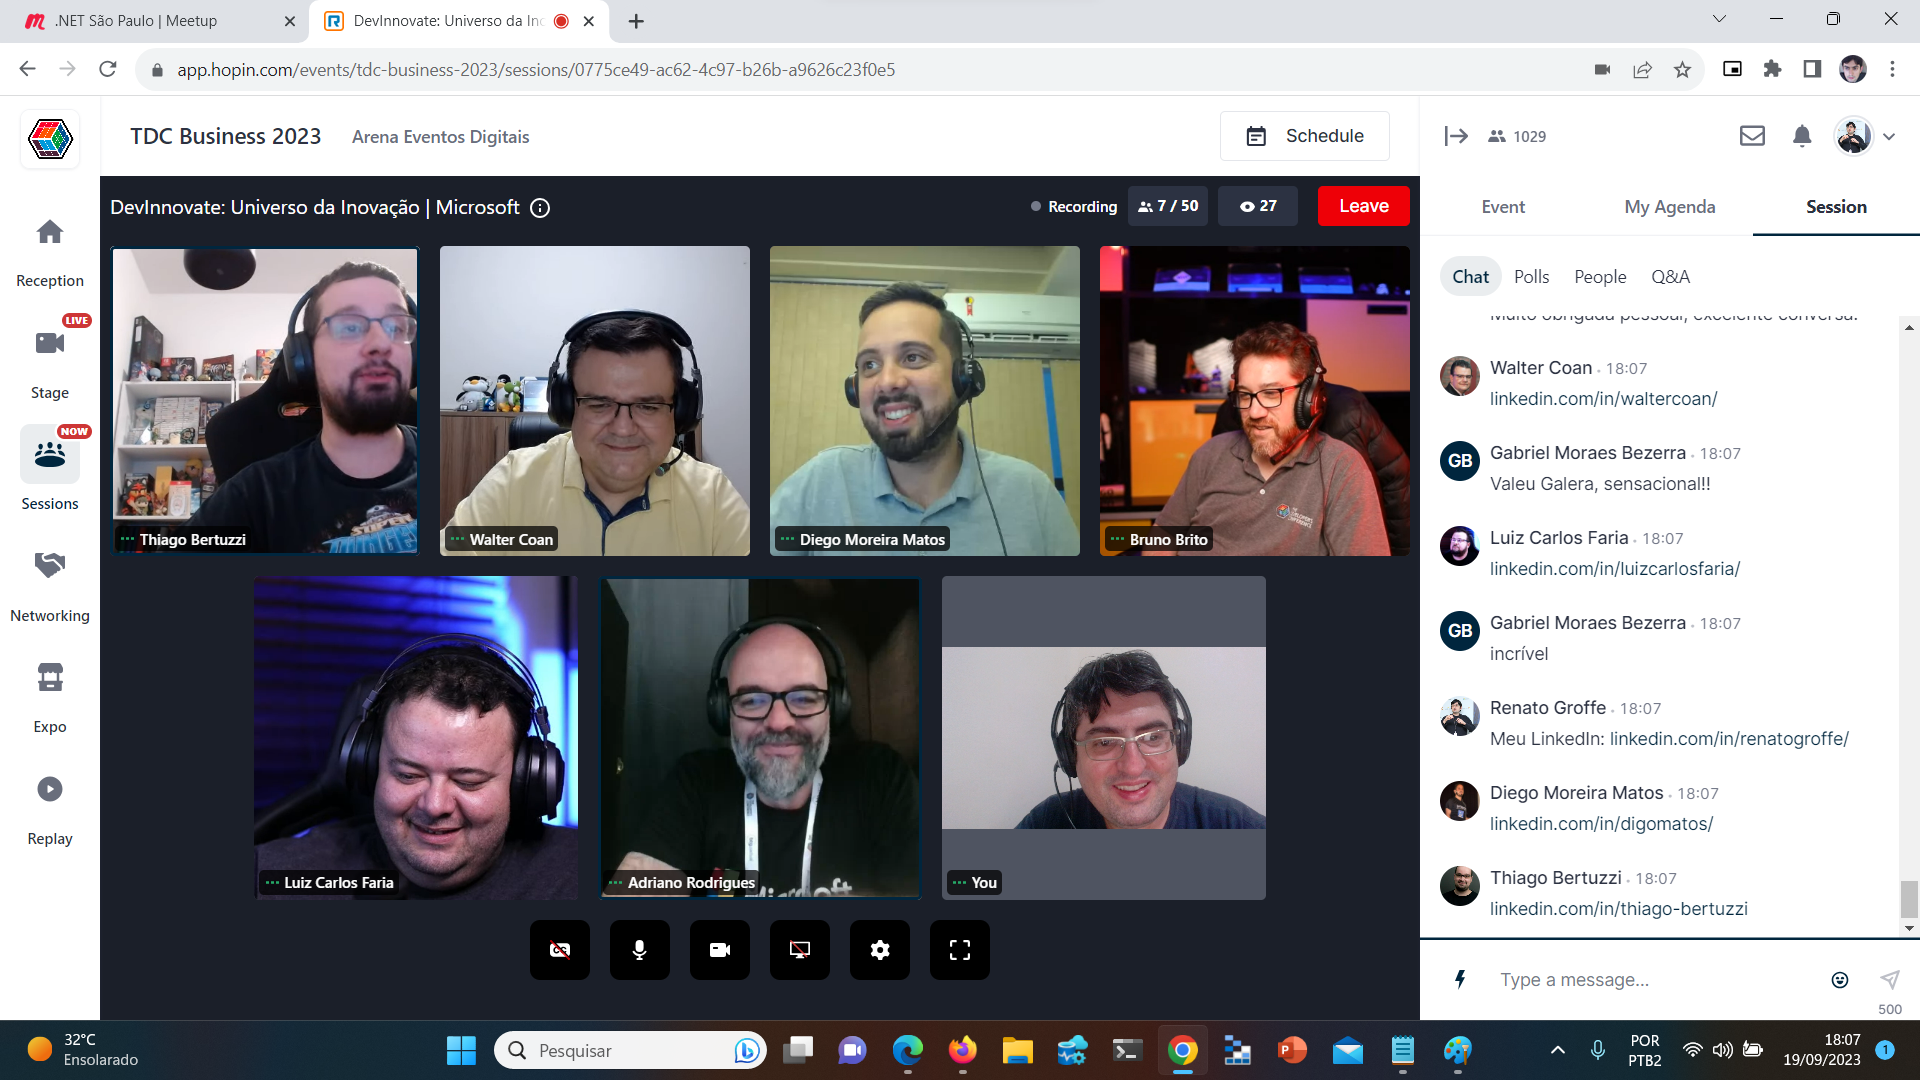 .NET São Paulo | Meetup
DevInnovate: Universo da In
app.hopin.com/events/tdc-business-2023/sessions/0775ce49-ac62-4c97-b26b-a9626c23f0e5
TDC Business 2023
Arena Eventos Digitais
Schedule
1029
DevInnovate: Universo da Inovação | Microsoft
Recording
7 / 50
27
Leave
Event
My Agenda
Session
Reception
LIVE
Stage
NOW
Sessions
Networking
Expo
Replay
Thiago Bertuzzi
Walter Coan
Diego Moreira Matos
Bruno Brito
Luiz Carlos Faria
Adriano Rodrigues
You
Microsoft
Chat
Polls
People
Q&A
Muito obrigada pessoal, excelente conversa.
Walter Coan 18:07
linkedin.com/in/waltercoan/
GB
Gabriel Moraes Bezerra 18:07
Valeu Galera, sensacional!!
Luiz Carlos Faria 18:07
linkedin.com/in/luizcarlosfaria/
GB
Gabriel Moraes Bezerra 18:07
incrível
Renato Groffe 18:07
Meu LinkedIn: linkedin.com/in/renatogroffe/
Diego Moreira Matos 18:07
linkedin.com/in/digomatos/
Thiago Bertuzzi 18:07
linkedin.com/in/thiago-bertuzzi
Type a message...
500
32°C
Ensolarado
Pesquisar
POR
PTB2
18:07
19/09/2023
1